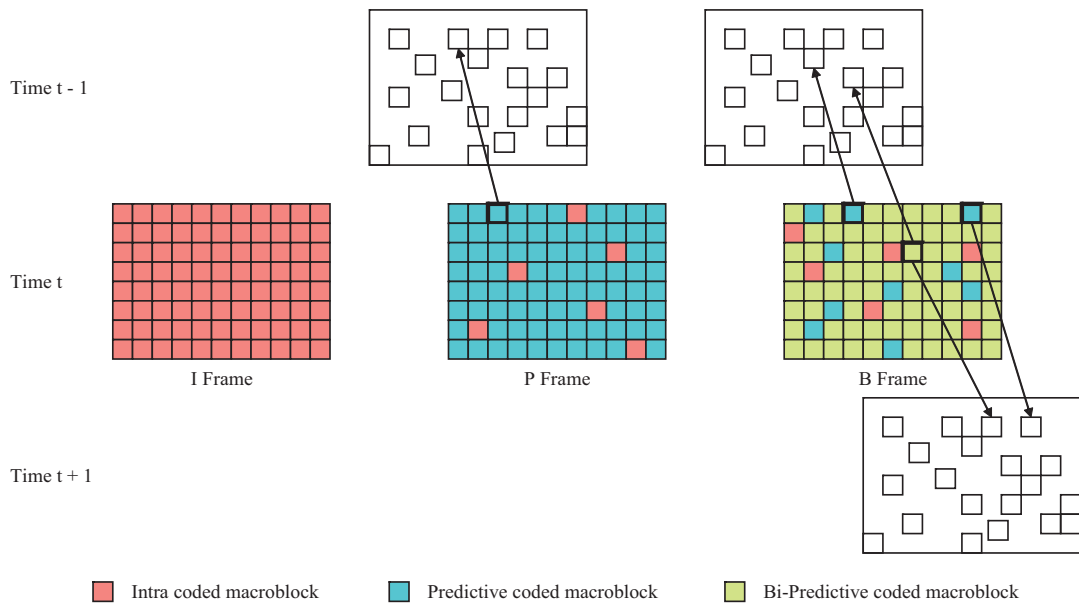 Time t - 1
Time t
I Frame
P Frame
B Frame
Time t + 1
Intra coded macroblock
Predictive coded macroblock
Bi-Predictive coded macroblock